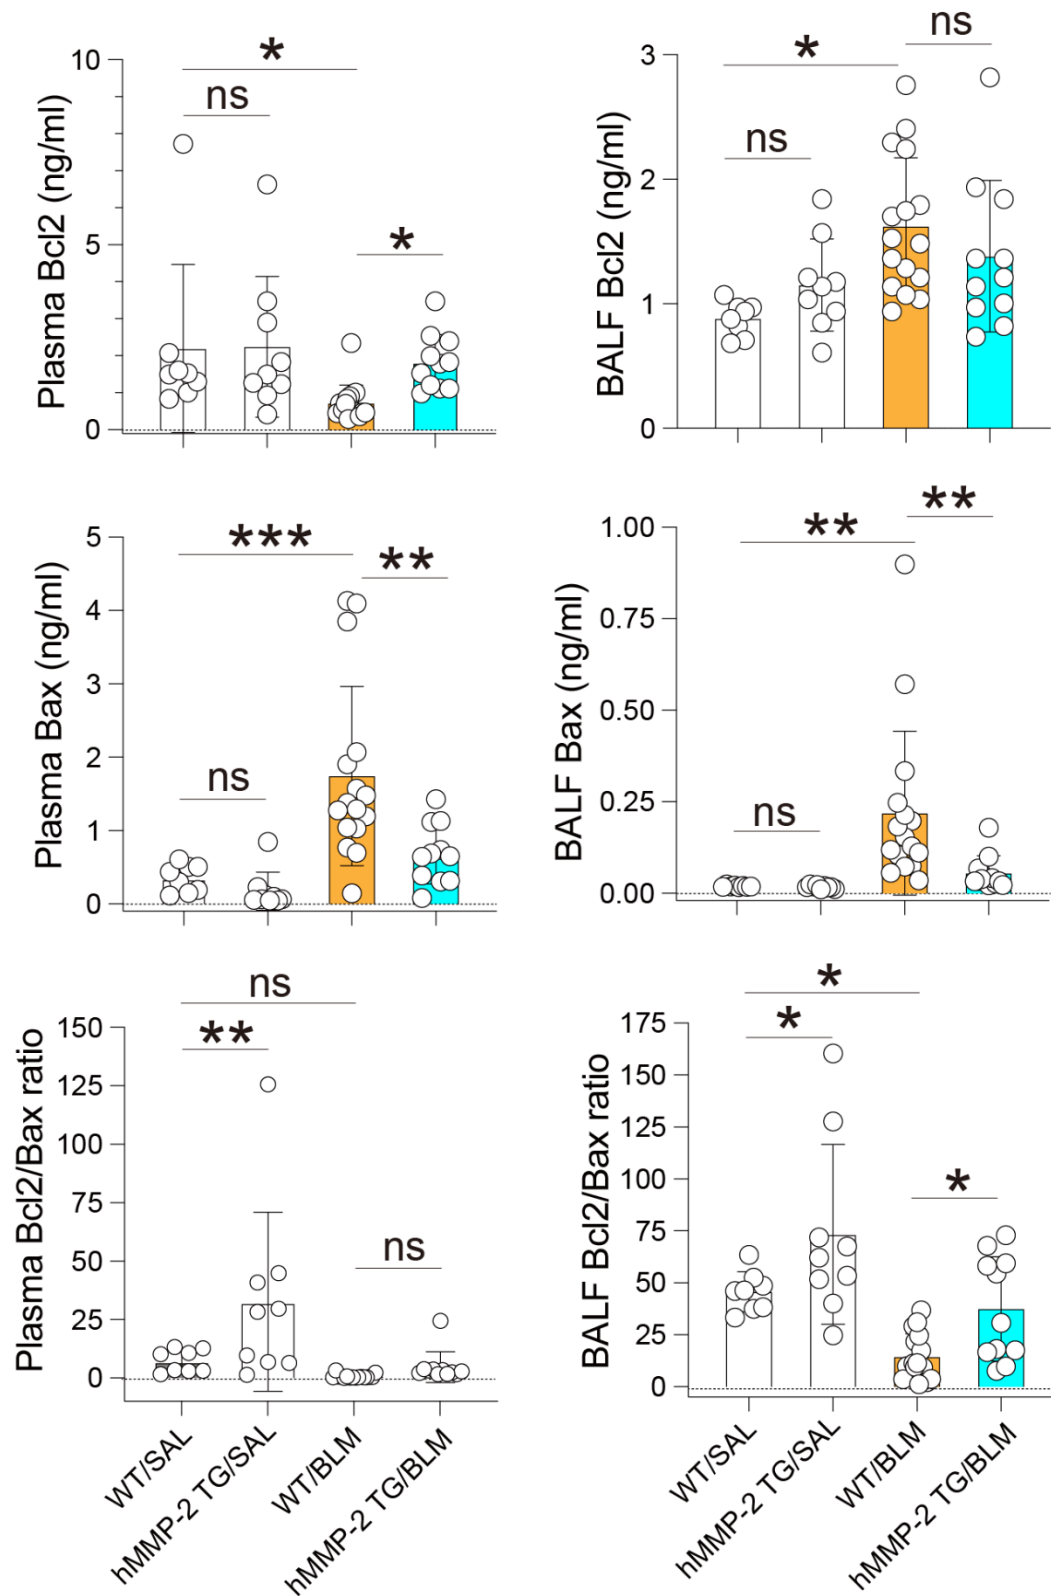 Plasma Bcl2 (ng/ml)
10
5
0
*
ns
*
BALF Bcl2 (ng/ml)
3
2
1
0
ns
*
ns
Plasma Bax (ng/ml)
5
4
3
2
1
0
***
**
ns
BALF Bax (ng/ml)
1.00
0.75
0.50
0.25
0.00
**
**
ns
Plasma Bcl2/Bax ratio
150
125
100
75
50
25
0
ns
**
ns
WT/SAL
hMMP-2 TG/SAL
WT/BLM
hMMP-2 TG/BLM
BALF Bcl2/Bax ratio
175
150
125
100
75
50
25
0
*
*
*
WT/SAL
hMMP-2 TG/SAL
WT/BLM
hMMP-2 TG/BLM